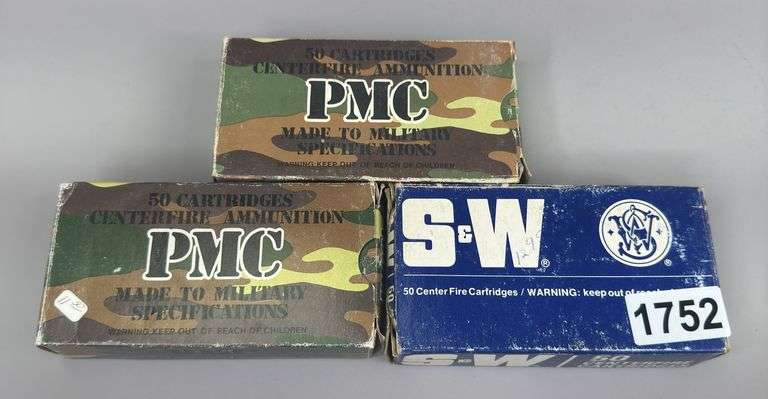 50 CARTRIDGES
CENTERFIRE AMMUNITION
PMC
MADE TO MILITARY
SPECIFICATIONS
WARNING: KEEP OUT OF REACH OF CHILDREN
50 CARTRIDGES
CENTERFIRE AMMUNITION
PMC
MADE TO MILITARY
SPECIFICATIONS
WARNING: KEEP OUT OF REACH OF CHILDREN
S&W®
50 Center Fire Cartridges / WARNING: keep out of
1752
S&W / 50